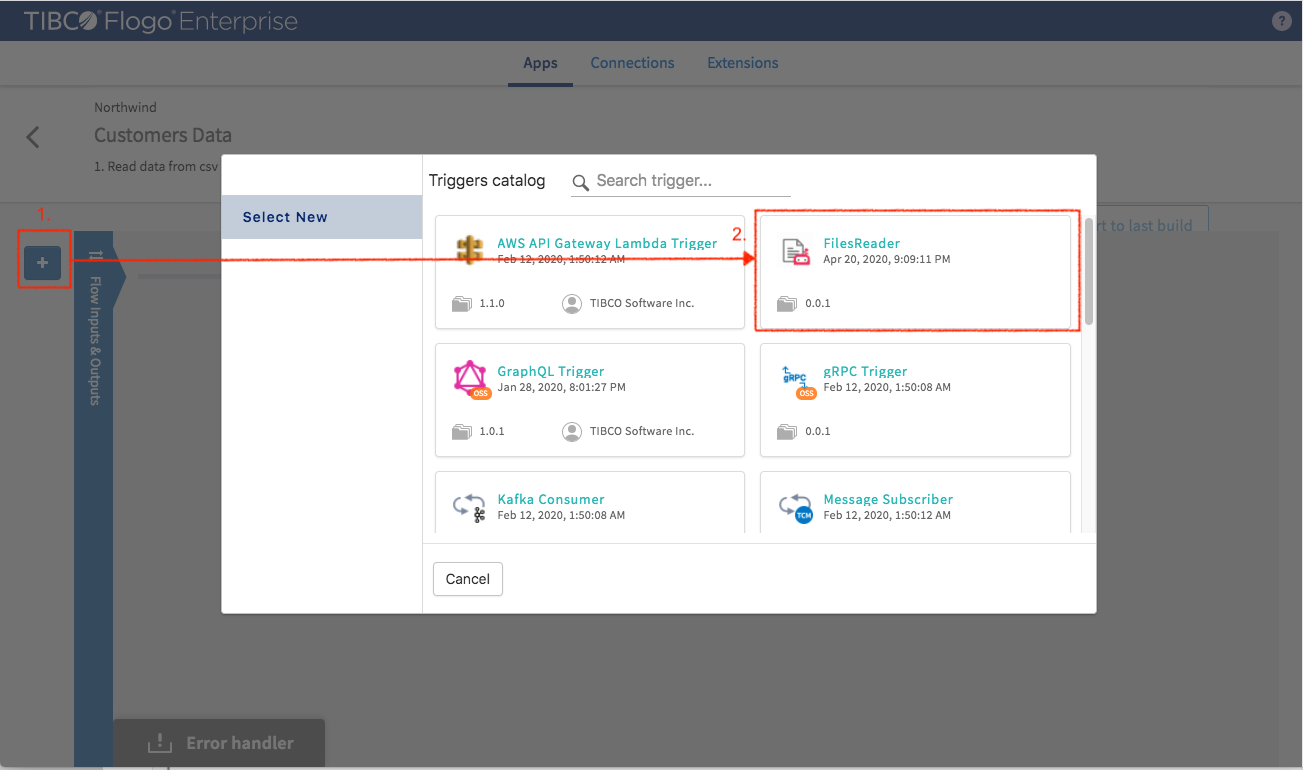 TIBCO® Flogo® Enterprise
?
Apps
Connections
Extensions
Northwind
Customers Data
1. Read data from csv
Triggers catalog
Search trigger...
Select New
1.
+
Flow Inputs & Outputs
rt to last build
AWS API Gateway Lambda Trigger
Feb 12, 2020, 1:50:12 AM
1.1.0
TIBCO Software Inc.
2.
FilesReader
Apr 20, 2020, 9:09:11 PM
0.0.1
GraphQL Trigger
Jan 28, 2020, 8:01:27 PM
OSS
1.0.1
TIBCO Software Inc.
gRPC
gRPC Trigger
Feb 12, 2020, 1:50:08 AM
OSS
0.0.1
Kafka Consumer
Feb 12, 2020, 1:50:08 AM
Message Subscriber
Feb 12, 2020, 1:50:12 AM
TCM
Cancel
Error handler